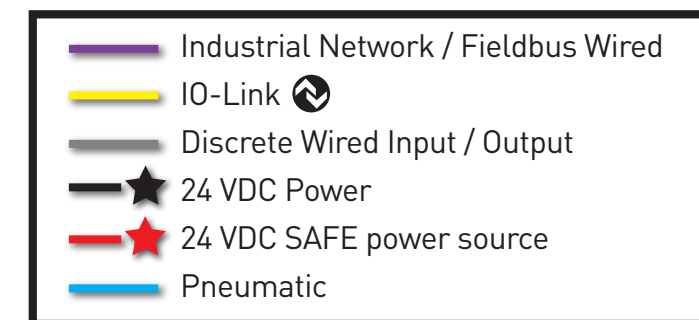 Industrial Network / Fieldbus Wired
IO-Link
Discrete Wired Input / Output
24 VDC Power
24 VDC SAFE power source
Pneumatic